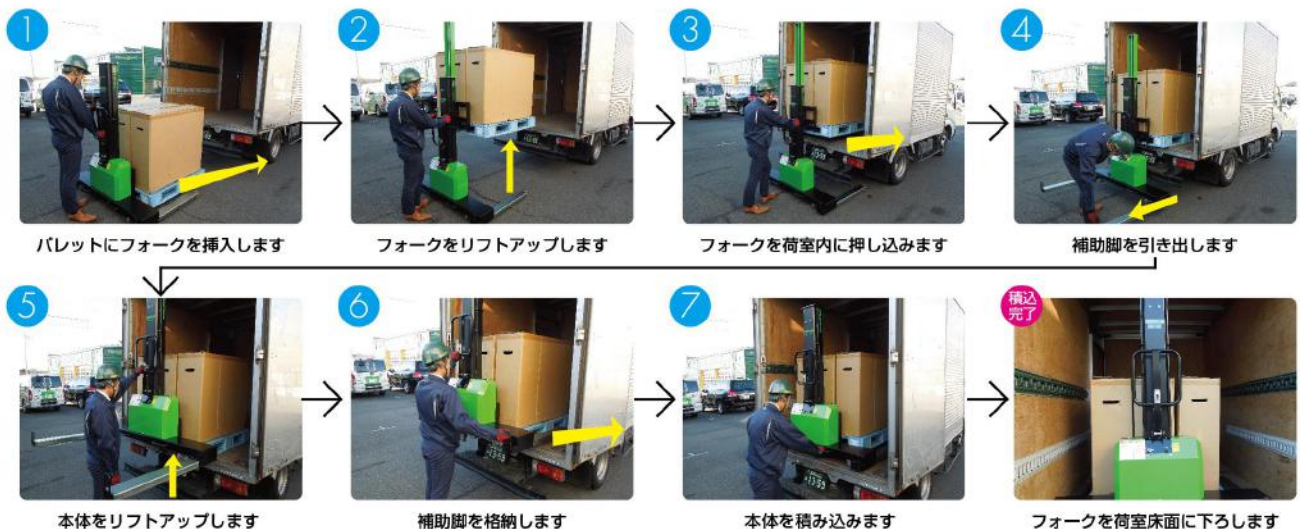 1
2
3
4
パレットにフォークを挿入します
フォークをリフトアップします
フォークを荷室内に押し込みます
補助脚を引き出します
5
6
7
積込
完了
本体をリフトアップします
補助脚を格納します
本体を積み込みます
フォークを荷室床面に下ろします